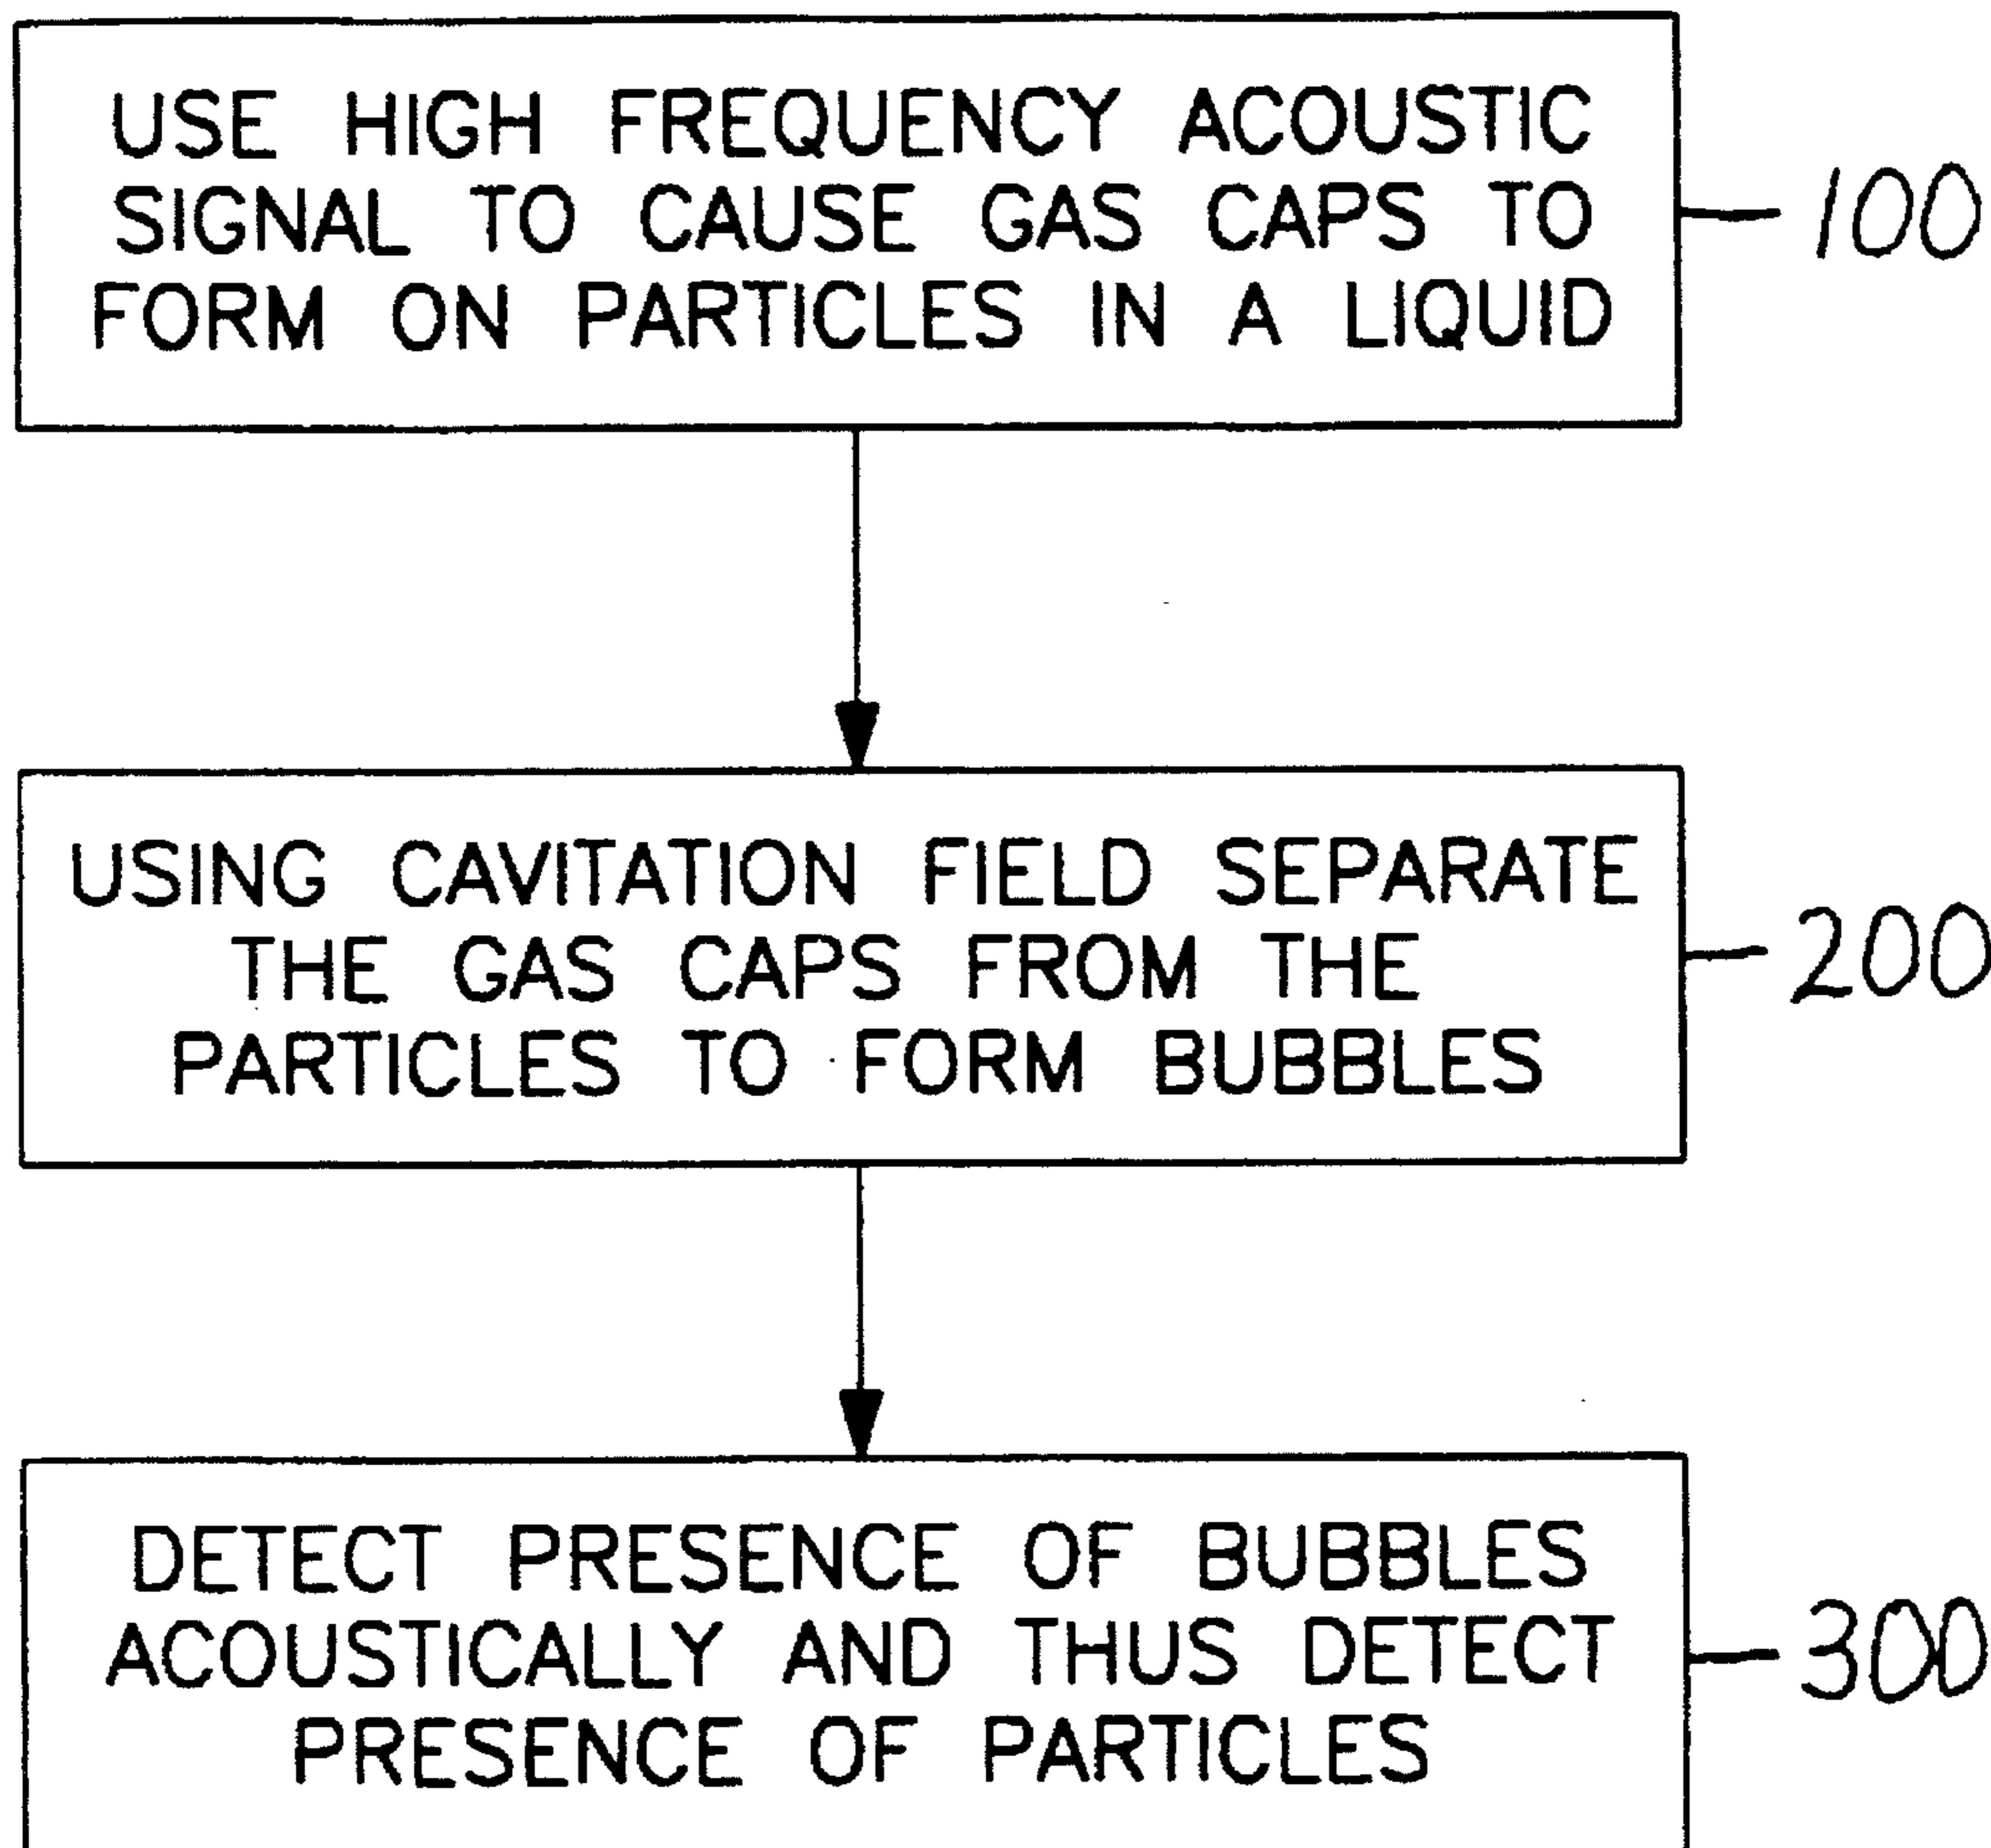 USE HIGH FREQUENCY ACOUSTIC
SIGNAL TO CAUSE GAS CAPS TO
FORM ON PARTICLES IN A LIQUID
100
USING CAVITATION FIELD SEPARATE
THE GAS CAPS FROM THE
PARTICLES TO FORM BUBBLES
200
DETECT PRESENCE OF BUBBLES
ACOUSTICALLY AND THUS DETECT
PRESENCE OF PARTICLES
300